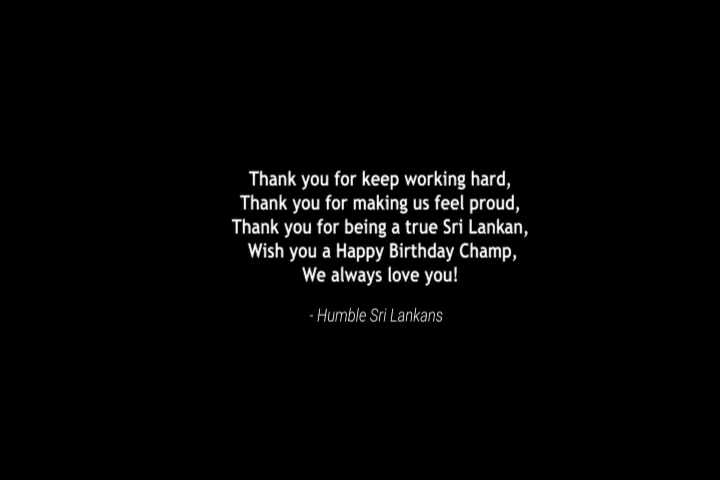 Thank you for keep working hard,
Thank you for making us feel proud,
Thank you for being a true Sri Lankan,
Wish you a Happy Birthday Champ,
We always love you!
- Humble Sri Lankans